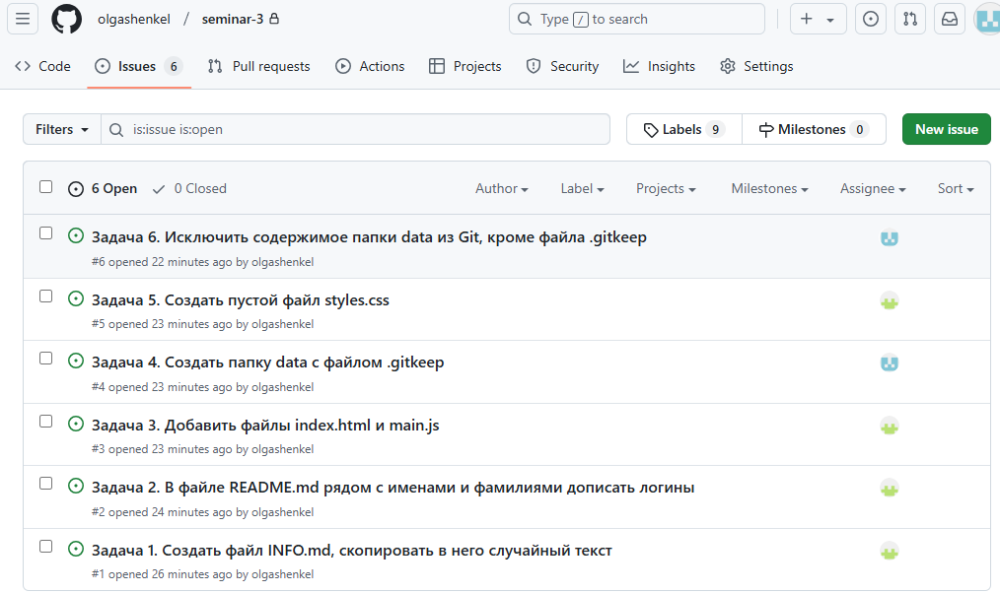 olgashenkel / seminar-3
Type / to search
Code
Issues 6
Pull requests
Actions
Projects
Security
Insights
Settings
Filters
is:issue is:open
Labels 9
Milestones 0
New issue
6 Open
0 Closed
Author
Label
Projects
Milestones
Assignee
Sort
Задача 6. Исключить содержимое папки data из Git, кроме файла .gitkeep
#6 opened 22 minutes ago by olgashenkel
Задача 5. Создать пустой файл styles.css
#5 opened 23 minutes ago by olgashenkel
Задача 4. Создать папку data с файлом .gitkeep
#4 opened 23 minutes ago by olgashenkel
Задача 3. Добавить файлы index.html и main.js
#3 opened 23 minutes ago by olgashenkel
Задача 2. В файле README.md рядом с именами и фамилиями дописать логины
#2 opened 24 minutes ago by olgashenkel
Задача 1. Создать файл INFO.md, скопировать в него случайный текст
#1 opened 26 minutes ago by olgashenkel